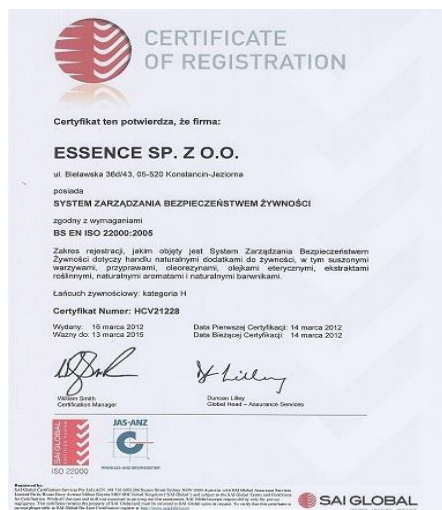 CERTIFICATE
OF REGISTRATION
Certyfikat ten potwierdza, że firma:
ESSENCE SP. Z O.O.
ul. Bielawska 36d/43, 05-520 Konstancin-Jeziorna
posiada
SYSTEM ZARZĄDZANIA BEZPIECZEŃSTWEM ŻYWNOŚCI
zgodny z wymaganiami
BS EN ISO 22000:2005
Zakres rejestracji, jakim objęty jest System Zarządzania Bezpieczeństwem
Żywności dotyczy handlu naturalnymi dodatkami do żywności, w tym suszonymi
warzywami, przyprawami, oleorezynami, olejkami eterycznymi, ekstraktami
roślinnymi, naturalnymi aromatami i naturalnymi barwnikami.
Łańcuch żywnościowy: kategoria H
Certyfikat Numer: HCV21228
Wydany: 16 marca 2012 Data Pierwszej Certyfikacji: 14 marca 2012
Ważny do: 13 marca 2015 Data Bieżącej Certyfikacji: 14 marca 2012
William Smith Duncan Lilley
Certification Manager Global Head – Assurance Services
SAI GLOBAL
ISO 22000
JAS-ANZ
Registered by:
SAI GLOBAL